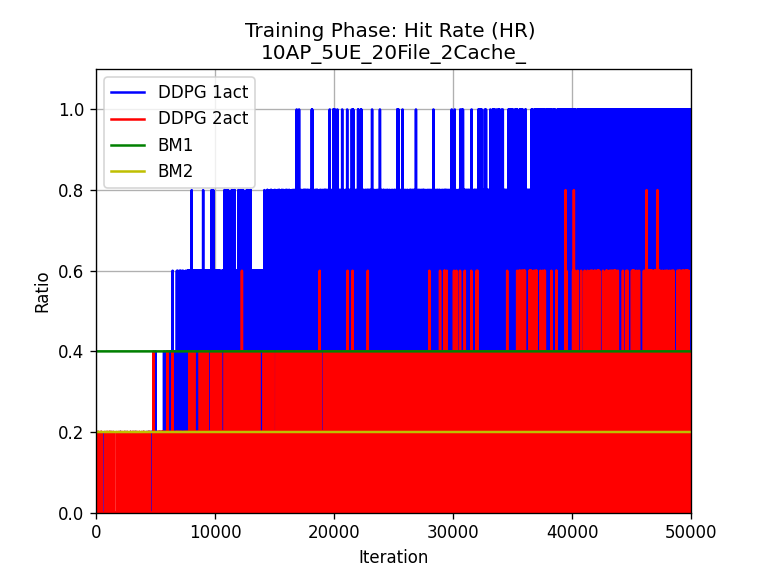 Training Phase: Hit Rate (HR)
10AP_5UE_20File_2Cache_
DDPG 1act
DDPG 2act
BM1
BM2
1.0
0.8
0.6
0.4
0.2
0.0
Ratio
0 10000 20000 30000 40000 50000
Iteration